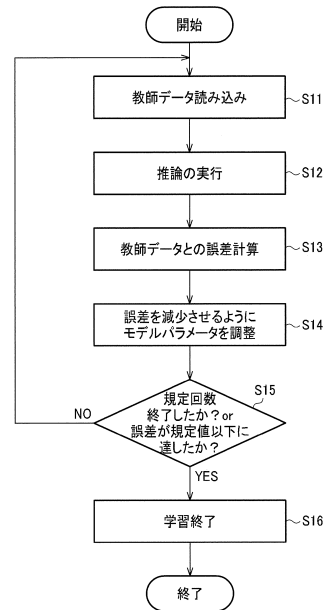 開始
教師データ読み込み
S11
推論の実行
S12
教師データとの誤差計算
S13
誤差を減少させるように
モデルパラメータを調整
S14
S15
規定回数
終了したか?or
誤差が規定値以下に
達したか?
NO
YES
学習終了
S16
終了